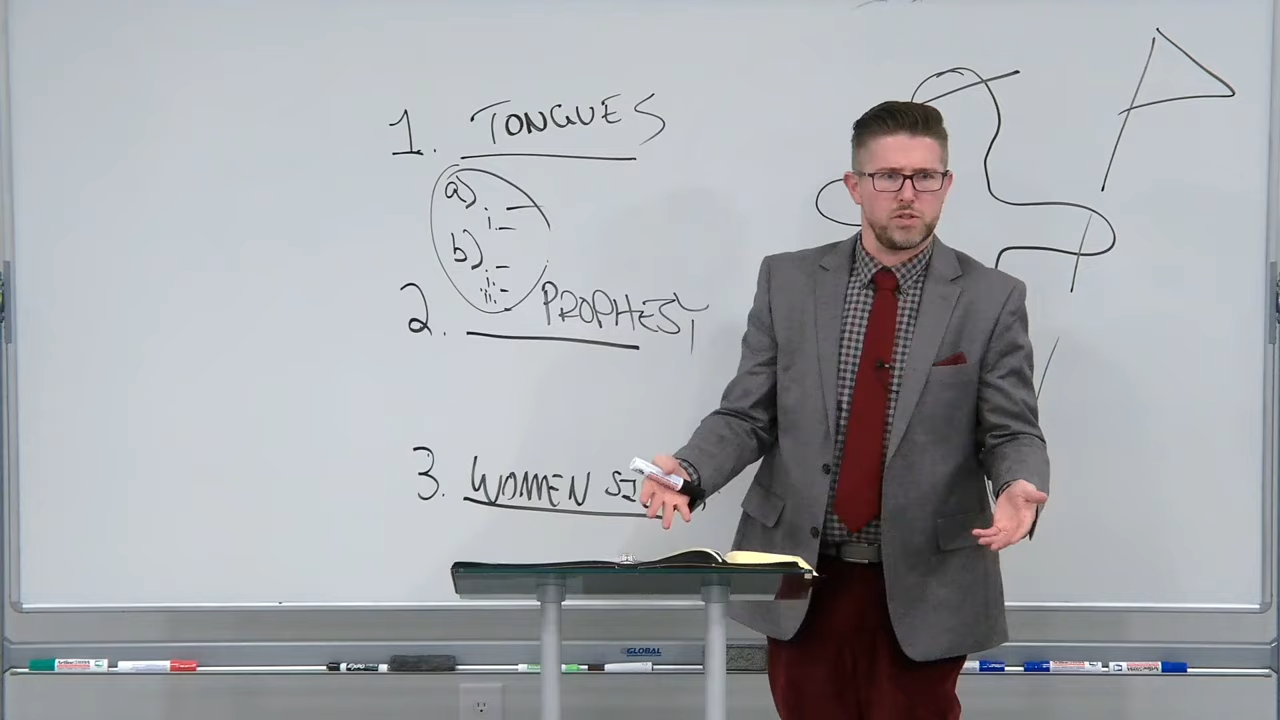 1. TONGUES
a) –
i. –
b) –
i. –
ii. –
2. PROPHESY
3. WOMEN
GLOBAL